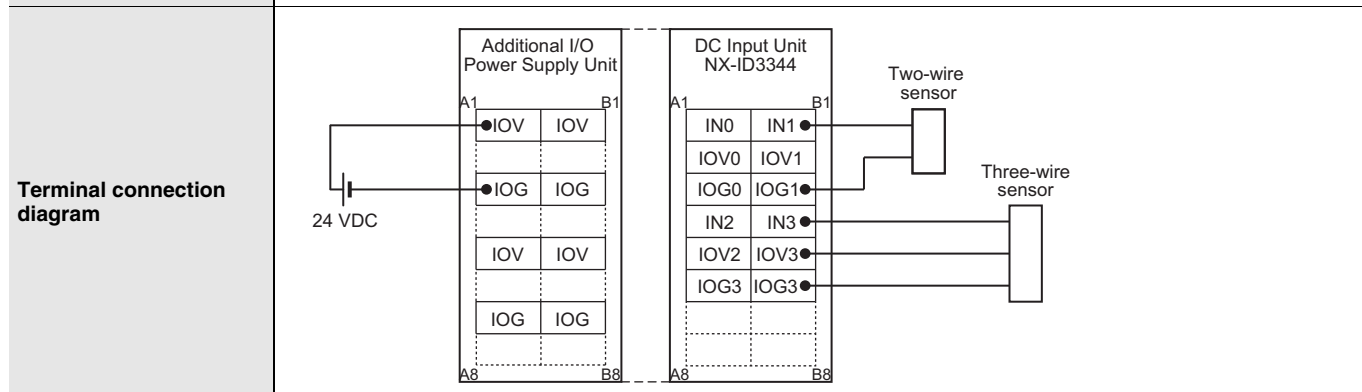 Terminal connection
diagram
24 VDC
Additional I/O
Power Supply Unit
A1 B1
IOV IOV
IOG IOG
IOV IOV
IOG IOG
A8 B8
DC Input Unit
NX-ID3344
A1 B1
IN0 IN1
IOV0 IOV1
IOG0 IOG1
IN2 IN3
IOV2 IOV3
IOG3 IOG3
A8 B8
Two-wire
sensor
Three-wire
sensor